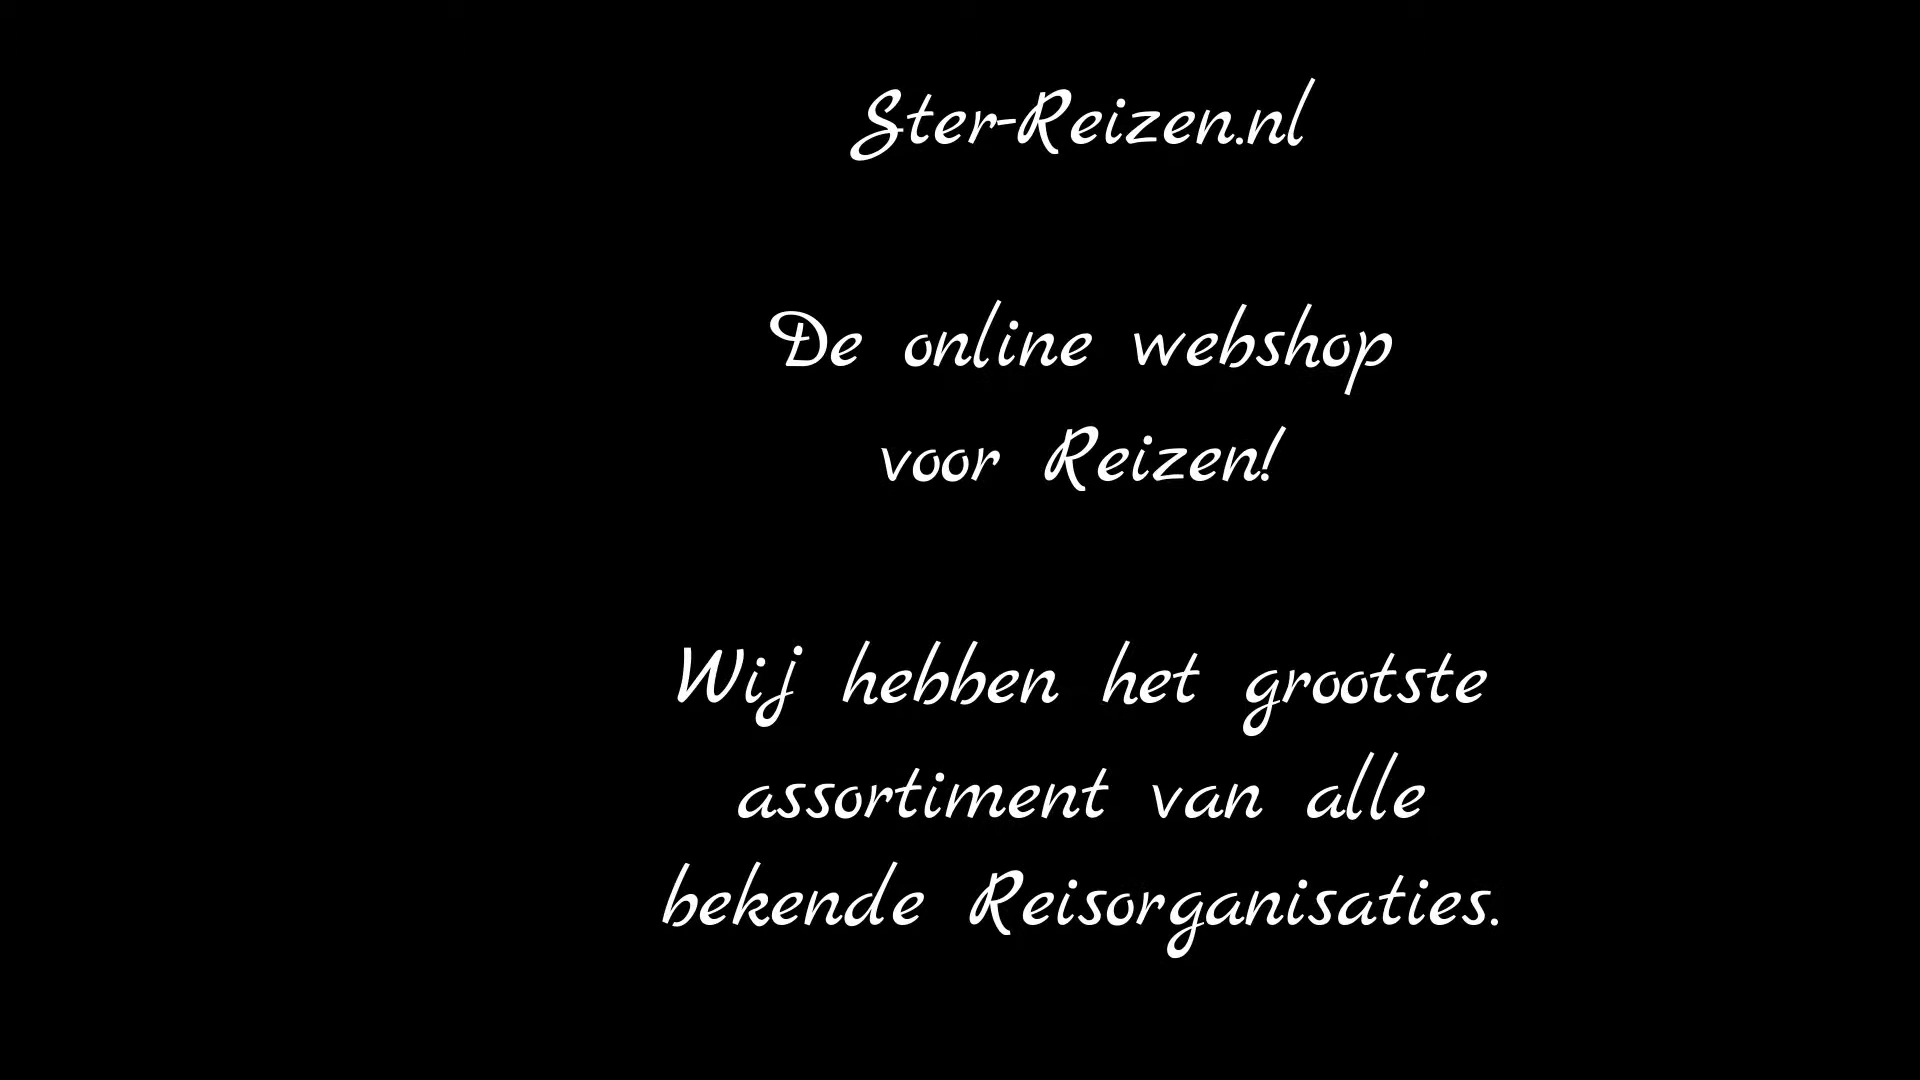 Ster-Reizen.nl
De online webshop
voor Reizen!
Wij hebben het grootste
assortiment van alle
bekende Reisorganisaties.